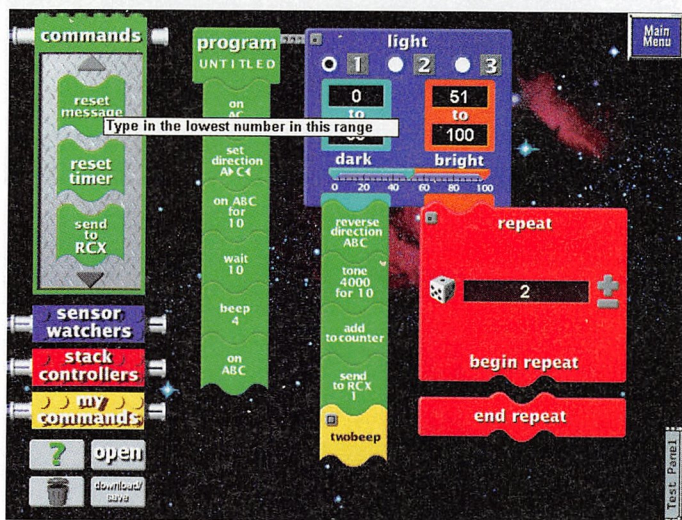 commands
reset
message
reset
timer
send
to
RCX
sensor
watchers
stack
controllers
my
commands
?
open
download/
save
program
UNTITLED
on
set
direction
on ABC
for
10
wait
10
beep
4
on
ABC
light
1 2 3
0
to
dark
51
to
100
bright
0 20 40 60 80 100
Type in the lowest number in this range
reverse
direction
ABC
tone
4000
for 10
add
to counter
send
to RCX
1
twobeep
repeat
2
begin repeat
end repeat
Main
Menu
Test Panel